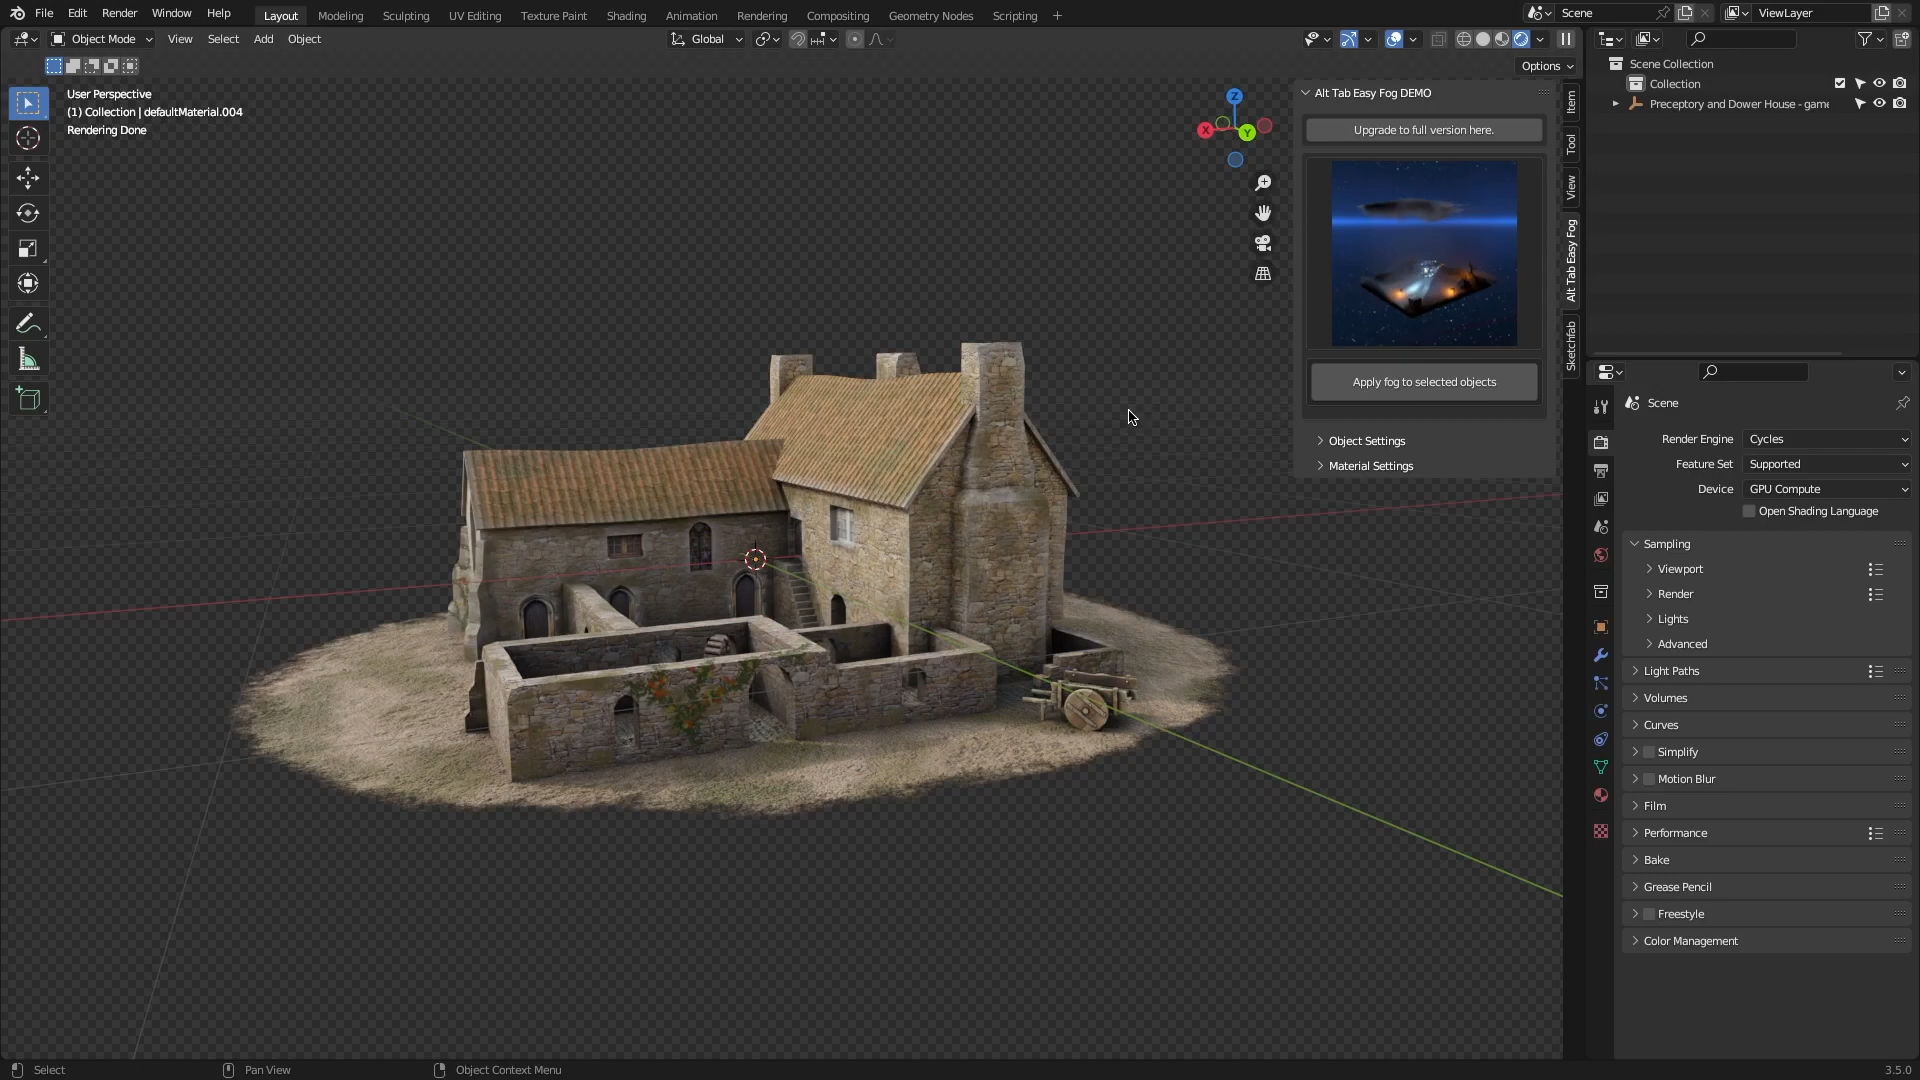 File Edit Render Window Help
Layout Modeling Sculpting UV Editing Texture Paint Shading Animation Rendering Compositing Geometry Nodes Scripting +
Scene
ViewLayer
Object Mode View Select Add Object
Global
Options
User Perspective
(1) Collection | defaultMaterial.004
Rendering Done
Z
X
Y
Alt Tab Easy Fog DEMO
Upgrade to full version here.
Apply fog to selected objects
Object Settings
Material Settings
Item
Tool
View
Alt Tab Easy Fog
Sketchfab
Scene Collection
Collection
Preceptory and Dower House - game
Scene
Render Engine Cycles
Feature Set Supported
Device GPU Compute
Open Shading Language
Sampling
Viewport
Render
Lights
Advanced
Light Paths
Volumes
Curves
Simplify
Motion Blur
Film
Performance
Bake
Grease Pencil
Freestyle
Color Management
Select
Pan View
Object Context Menu
3.5.0